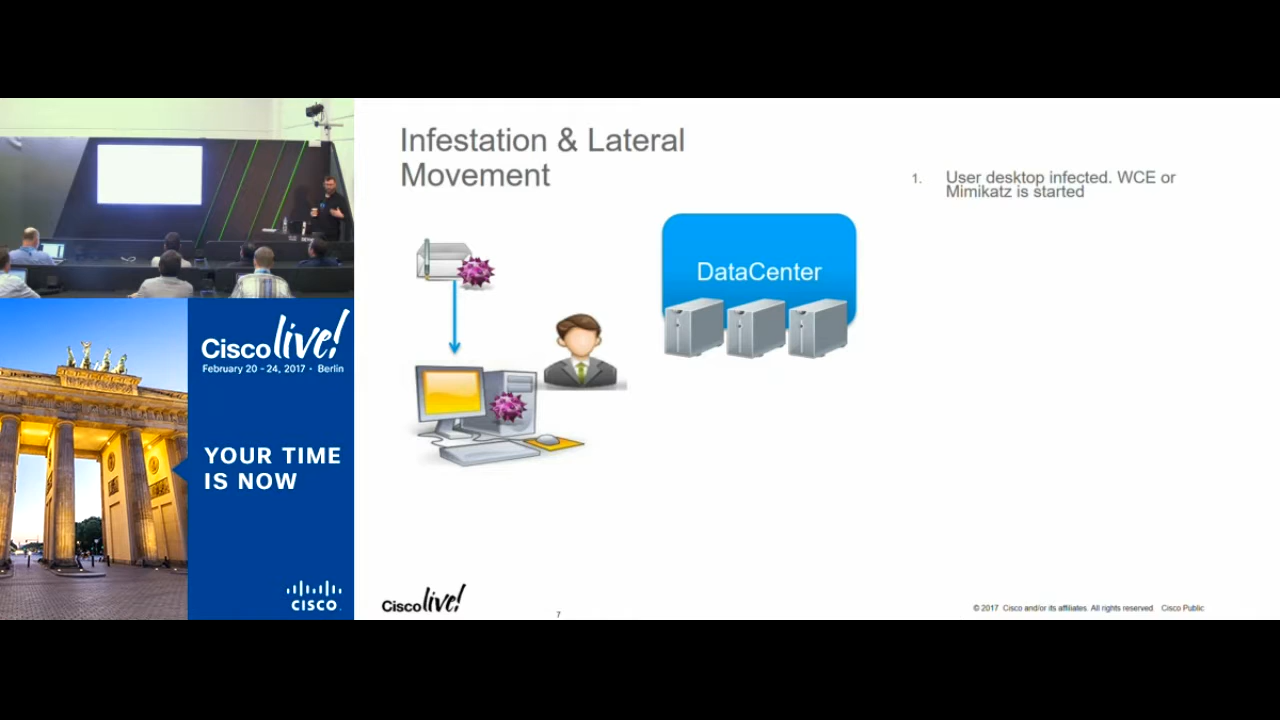 Infestation & Lateral
Movement
1. User desktop infected. WCE or
Mimikatz is started
DataCenter
Cisco live!
February 20 - 24, 2017 • Berlin
YOUR TIME
IS NOW
CISCO.
Cisco live!
7
© 2017 Cisco and/or its affiliates. All rights reserved. Cisco Public